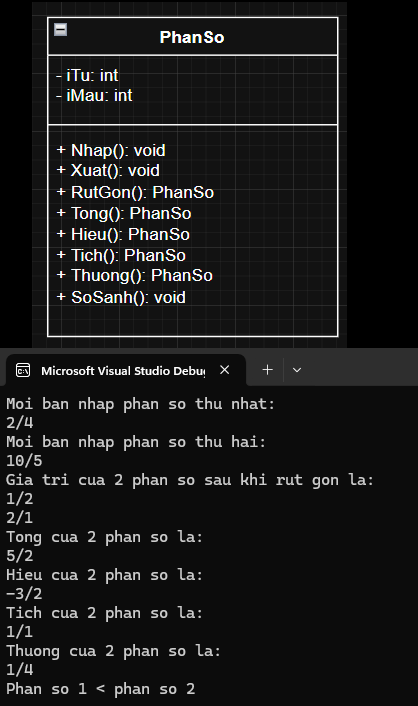 PhanSo
- iTu: int
- iMau: int
+ Nhap(): void
+ Xuat(): void
+ RutGon(): PhanSo
+ Tong(): PhanSo
+ Hieu(): PhanSo
+ Tich(): PhanSo
+ Thuong(): PhanSo
+ SoSanh(): void
Microsoft Visual Studio Debu
Moi ban nhap phan so thu nhat:
2/4
Moi ban nhap phan so thu hai:
10/5
Gia tri cua 2 phan so sau khi rut gon la:
1/2
2/1
Tong cua 2 phan so la:
5/2
Hieu cua 2 phan so la:
-3/2
Tich cua 2 phan so la:
1/1
Thuong cua 2 phan so la:
1/4
Phan so 1 < phan so 2